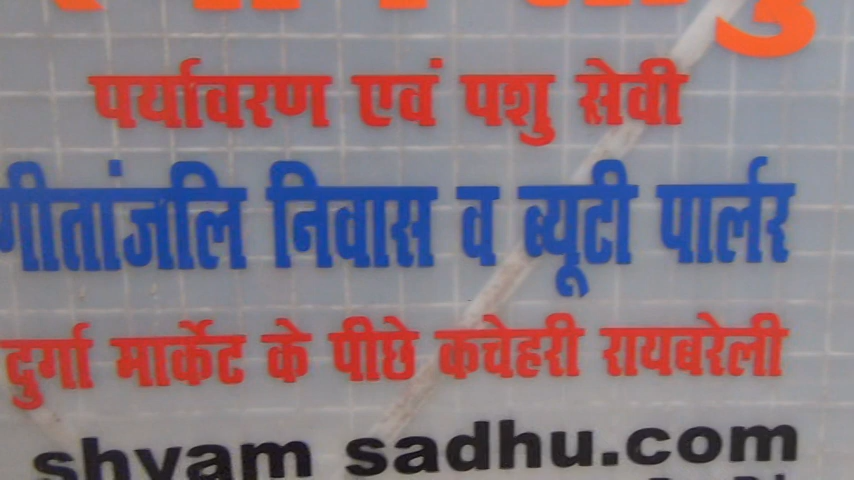 पर्यावरण एवं पशु सेवी
गीतांजलि निवास व ब्यूटी पार्लर
दुर्गा मार्केट के पीछे कचेहरी रायबरेली
shyam sadhu.com